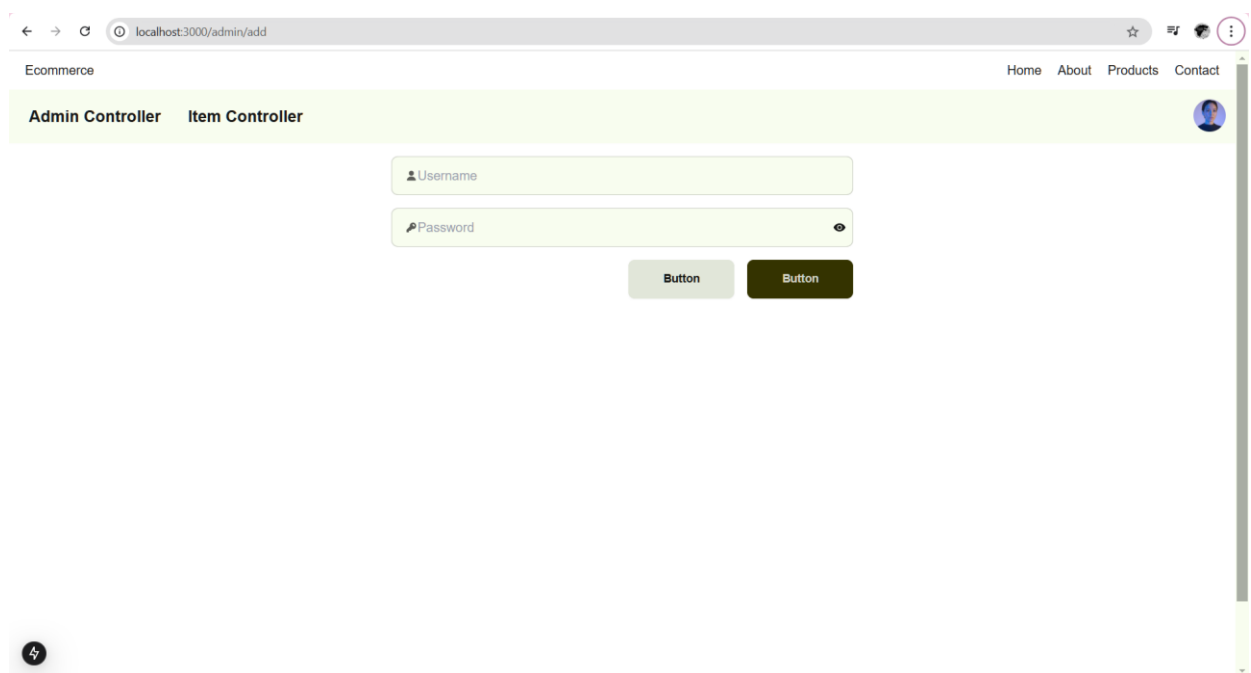 localhost:3000/admin/add
Ecommerce Home About Products Contact
Admin Controller Item Controller
Username
Password
Button Button